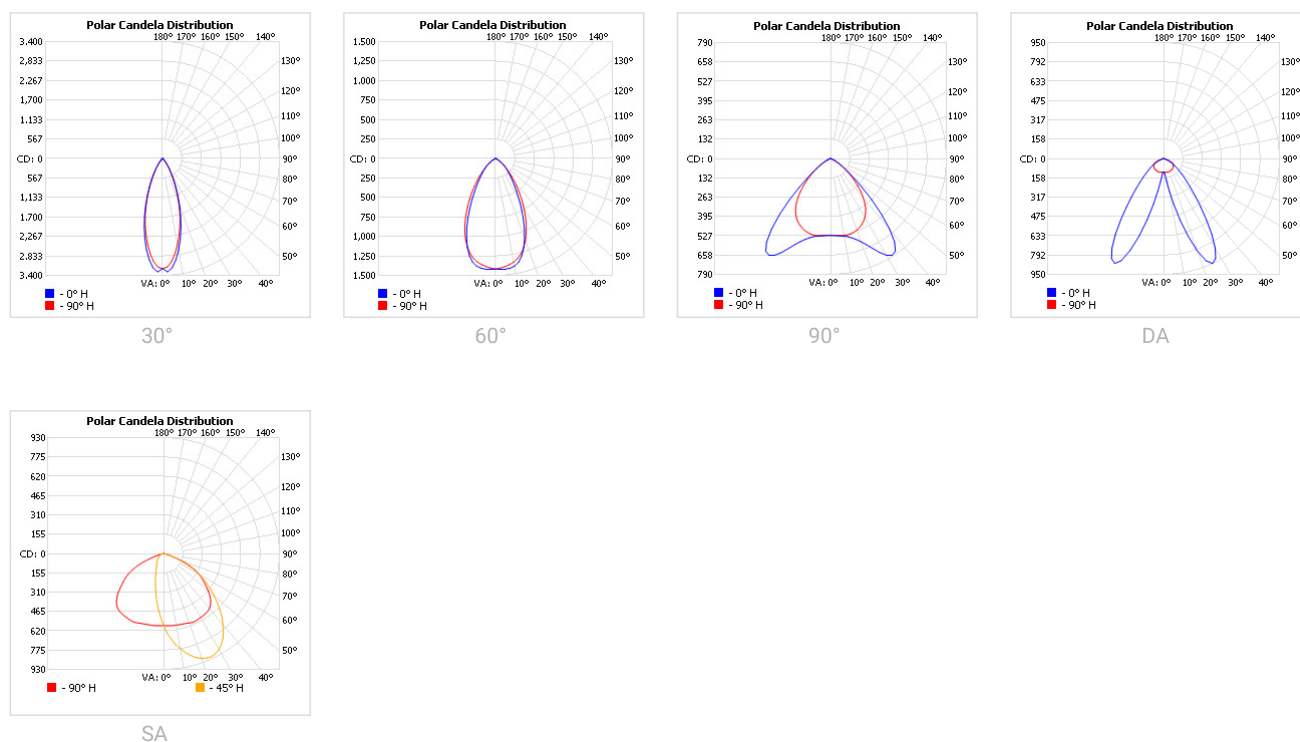 Polar Candela Distribution
180° 170° 160° 150° 140°
3.400
2,833 130°
2,267
1,700 120°
1.133 110°
567 100°
CD: 0 90°
567 80°
1,133 70°
1,700
2,267 60°
2,833 50°
3.400
VA: 0° 10° 20° 30° 40°
- 0° H
- 90° H
30°
Polar Candela Distribution
180° 170° 160° 150° 140°
1,500
1,250 130°
1.000
750 120°
500 110°
250 100°
CD: 0 90°
250 80°
500 70°
750
1,000 60°
1,250 50°
1,500
VA: 0° 10° 20° 30° 40°
- 0° H
- 90° H
60°
Polar Candela Distribution
180° 170° 160° 150° 140°
790
658 130°
527
395 120°
263 110°
132 100°
CD: 0 90°
132 80°
263 70°
395
527 60°
658 50°
790
VA: 0° 10° 20° 30° 40°
- 0° H
- 90° H
90°
Polar Candela Distribution
180° 170° 160° 150° 140°
950
792 130°
633
475 120°
317 110°
158 100°
CD: 0 90°
158 80°
317 70°
475
633 60°
792 50°
950
VA: 0° 10° 20° 30° 40°
- 0° H
- 90° H
DA
Polar Candela Distribution
180° 170° 160° 150° 140°
930
775 130°
620
465 120°
310 110°
155 100°
CD: 0 90°
155 80°
310 70°
465
620 60°
775 50°
930
VA: 0° 10° 20° 30° 40°
- 90° H - 45° H
SA